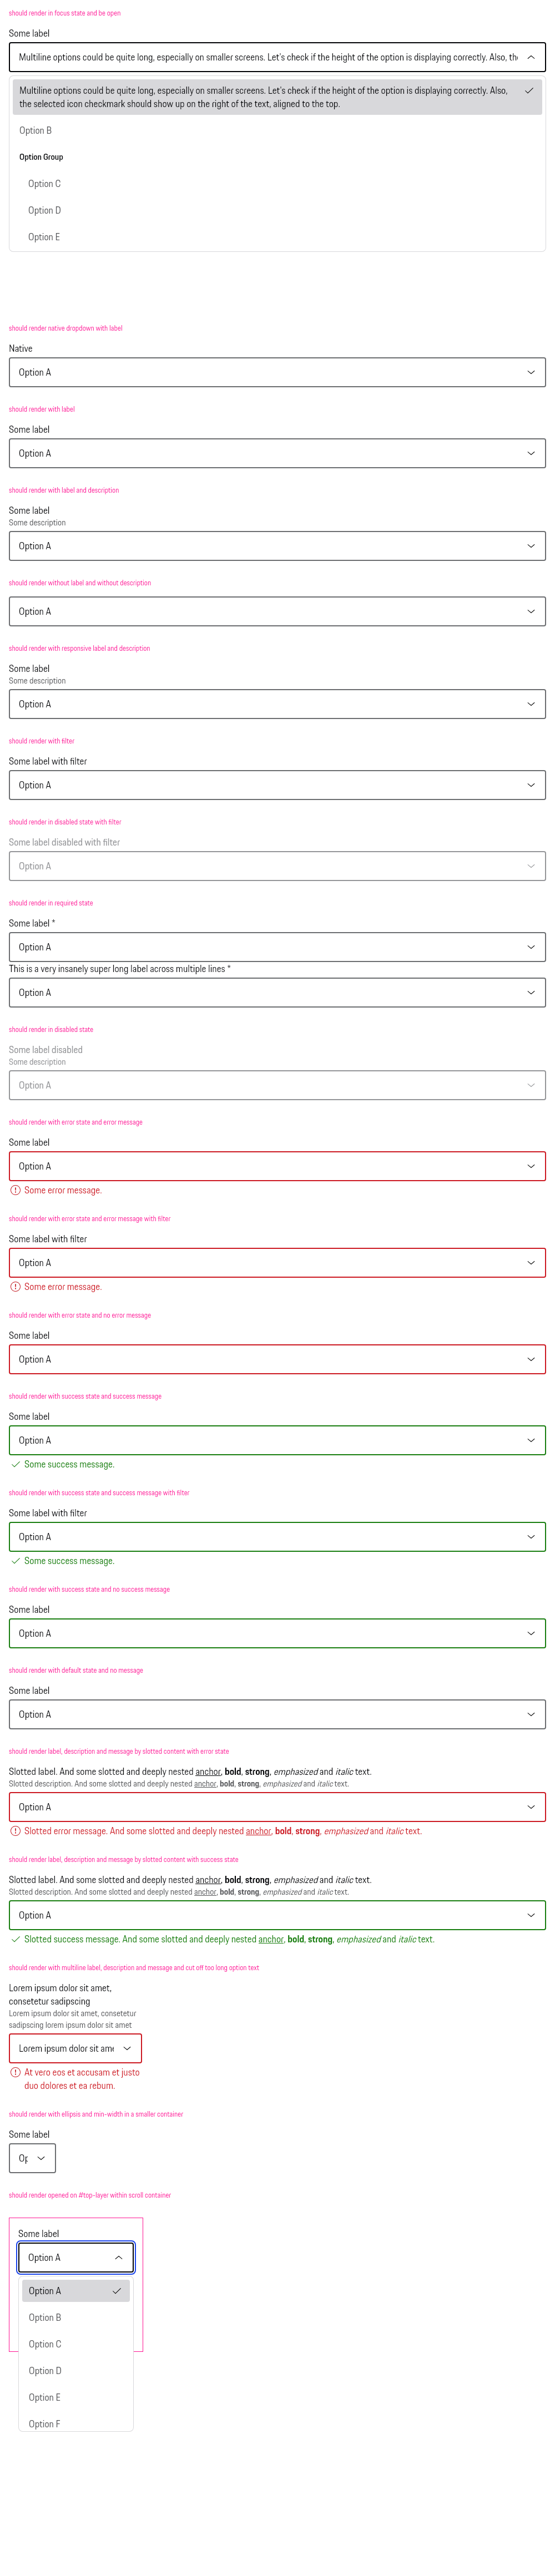 should render in focus state and be open
Some label
Multiline options could be quite long, especially on smaller screens. Let's check if the height of the option is displaying correctly. Also, th
Multiline options could be quite long, especially on smaller screens. Let's check if the height of the option is displaying correctly. Also,
the selected icon checkmark should show up on the right of the text, aligned to the top.
Option B
Option Group
Option C
Option D
Option E
should render native dropdown with label
Native
Option A
should render with label
Some label
Option A
should render with label and description
Some label
Some description
Option A
should render without label and without description
Option A
should render with responsive label and description
Some label
Some description
Option A
should render with filter
Some label with filter
Option A
should render in disabled state with filter
Some label disabled with filter
Option A
should render in required state
Some label *
Option A
This is a very insanely super long label across multiple lines *
Option A
should render in disabled state
Some label disabled
Some description
Option A
should render with error state and error message
Some label
Option A
Some error message.
should render with error state and error message with filter
Some label with filter
Option A
Some error message.
should render with error state and no error message
Some label
Option A
should render with success state and success message
Some label
Option A
Some success message.
should render with success state and success message with filter
Some label with filter
Option A
Some success message.
should render with success state and no success message
Some label
Option A
should render with default state and no message
Some label
Option A
should render label, description and message by slotted content with error state
Slotted label. And some slotted and deeply nested anchor, bold, strong, emphasized and italic text.
Slotted description. And some slotted and deeply nested anchor, bold, strong, emphasized and italic text.
Option A
Slotted error message. And some slotted and deeply nested anchor, bold, strong, emphasized and italic text.
should render label, description and message by slotted content with success state
Slotted label. And some slotted and deeply nested anchor, bold, strong, emphasized and italic text.
Slotted description. And some slotted and deeply nested anchor, bold, strong, emphasized and italic text.
Option A
Slotted success message. And some slotted and deeply nested anchor, bold, strong, emphasized and italic text.
should render with multiline label, description and message and cut off too long option text
Lorem ipsum dolor sit amet,
consetetur sadipscing
Lorem ipsum dolor sit amet, consetetur
sadipscing lorem ipsum dolor sit amet
Lorem ipsum dolor sit ame
At vero eos et accusam et justo
duo dolores et ea rebum.
should render with ellipsis and min-width in a smaller container
Some label
Op
should render opened on #top-layer within scroll container
Some label
Option A
Option A
Option B
Option C
Option D
Option E
Option F